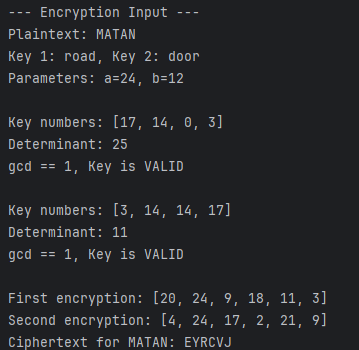 --- Encryption Input ---
Plaintext: MATAN
Key 1: road, Key 2: door
Parameters: a=24, b=12
Key numbers: [17, 14, 0, 3]
Determinant: 25
gcd == 1, Key is VALID
Key numbers: [3, 14, 14, 17]
Determinant: 11
gcd == 1, Key is VALID
First encryption: [20, 24, 9, 18, 11, 3]
Second encryption: [4, 24, 17, 2, 21, 9]
Ciphertext for MATAN: EYRCVJ